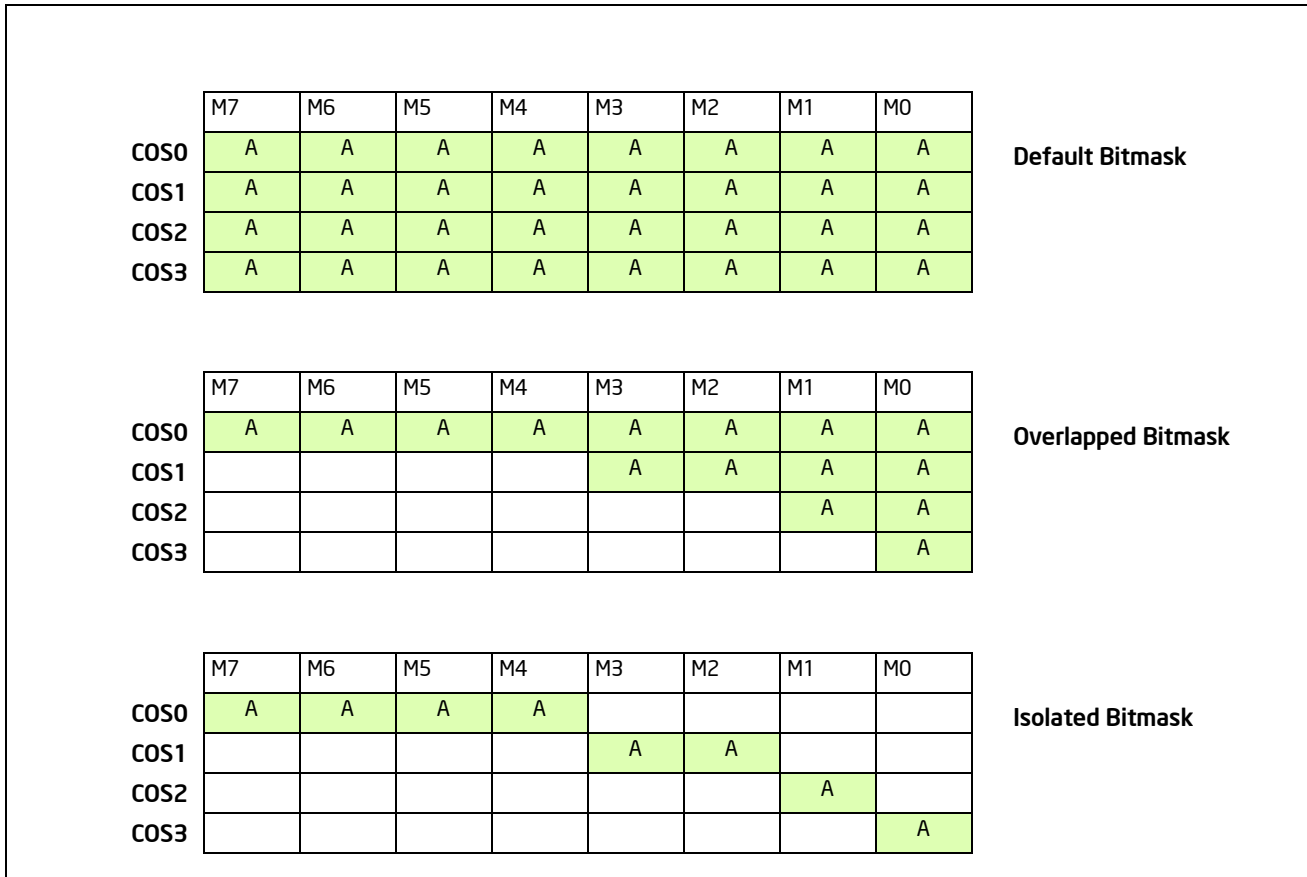 M7 M6 M5 M4 M3 M2 M1 M0
COS0 A A A A A A A A Default Bitmask
COS1 A A A A A A A A
COS2 A A A A A A A A
COS3 A A A A A A A A
M7 M6 M5 M4 M3 M2 M1 M0
COS0 A A A A A A A A Overlapped Bitmask
COS1 A A A A
COS2 A A
COS3 A
M7 M6 M5 M4 M3 M2 M1 M0
COS0 A A A A Isolated Bitmask
COS1 A A
COS2 A
COS3 A